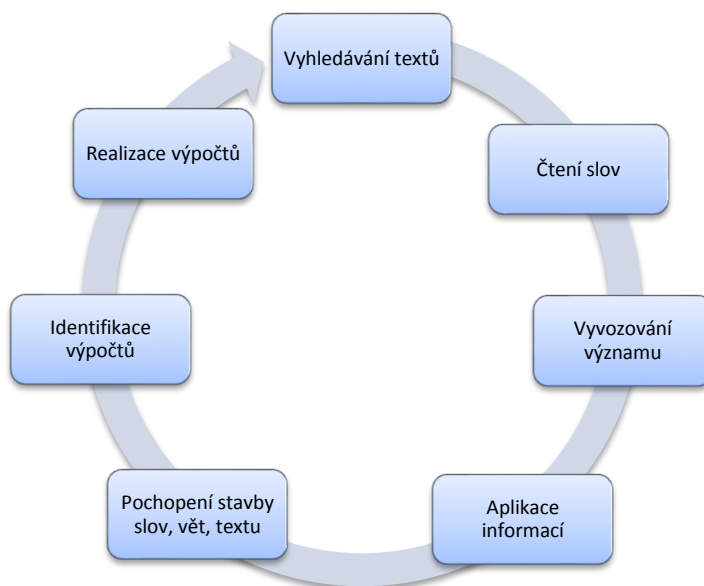 Vyhledávání textů
Čtení slov
Vyvozování
významu
Aplikace
informací
Pochopení stavby
slov, vět, textu
Identifikace
výpočtů
Realizace výpočtů